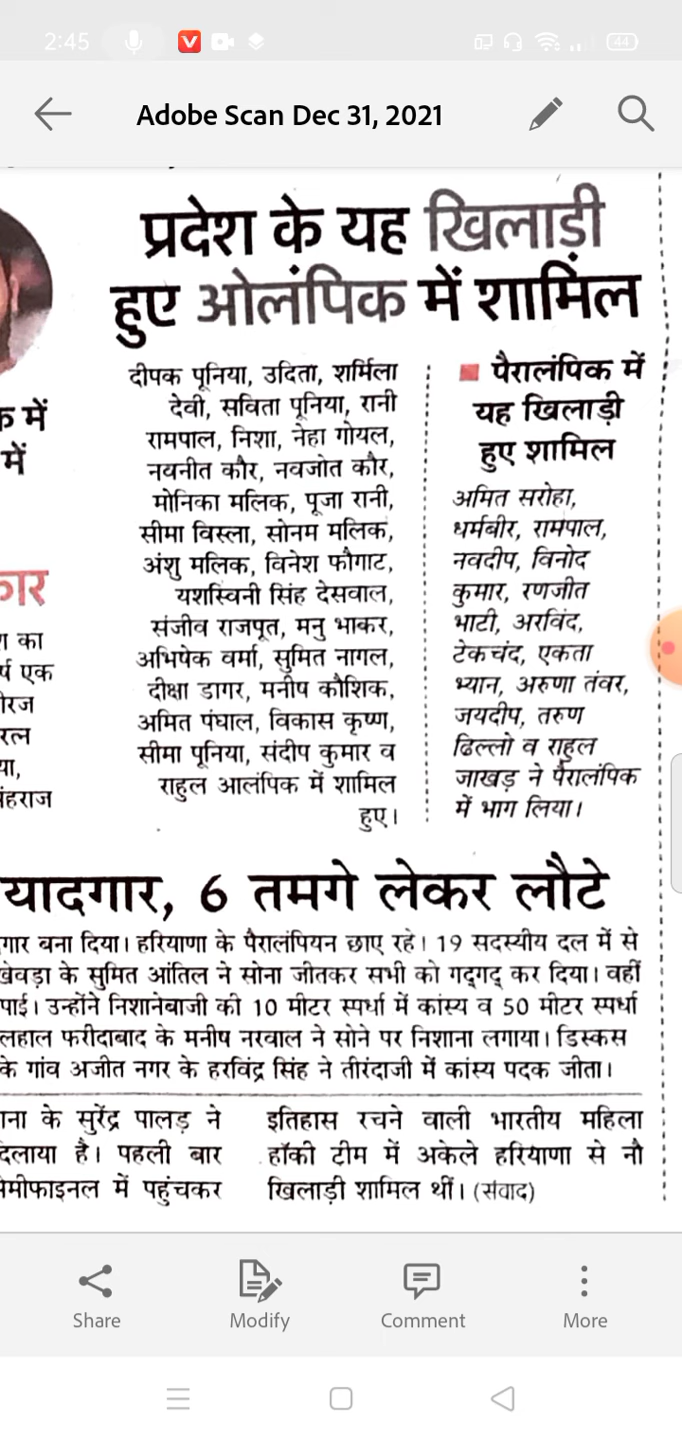 2:45
44
Adobe Scan Dec 31, 2021
प्रदेश के यह खिलाड़ी
हुए ओलंपिक में शामिल
दीपक पूनिया, उदिता, शर्मिला
देवी, सविता पूनिया, रानी
रामपाल, निशा, नेहा गोयल,
नयनीत कौर, नवजोत कौर,
मोनिका मलिक, पूजा रानी,
सीमा विस्ला, सोनम मलिक,
अंशु मलिक, विनेश फौगाट,
यशस्विनी सिंह देसवाल,
संजीव राजपूत, मनु भाकर,
अभिषेक वर्मा, सुमित नागल,
दीक्षा डागर, मनीष कौशिक,
अमित पंघाल, विकास कृष्ण,
सीमा पूनिया, संदीप कुमार व
राहुल आलंपिक में शामिल
हुए।
पैरालंपिक में
यह खिलाड़ी
हुए शामिल
अमित सरोहा,
धर्मबीर, रामपाल,
नवदीप, विनोद
कुमार, रणजीत
भाटी, अरविंद,
टेकचंद, एकता
भ्यान, अरुणा तंवर,
जयदीप, तरुण
ढिल्लो व राहुल
जाखड़ ने पैरालंपिक
में भाग लिया।
में
में
का
एक
यादगार, 6 तमगे लेकर लौटे
बना दिया। हरियाणा के पैरालंपियन छाए रहे। 19 सदस्यीय दल में से
के सुमित आंतिल ने सोना जीतकर सभी को गद्गद् कर दिया। वहीं
पाई। उन्होंने निशानेबाजी की 10 मीटर स्पर्धा में कांस्य व 50 मीटर स्पर्धा
फरीदाबाद के मनीष नरवाल ने सोने पर निशाना लगाया। डिस्कस
के गांव अजीत नगर के हरविंद्र सिंह ने तीरंदाजी में कांस्य पदक जीता।
के सुरेंद्र पालड़ ने
है। पहली बार
में पहुंचकर
इतिहास रचने वाली भारतीय महिला
हॉकी टीम में अकेले हरियाणा से नौ
खिलाड़ी शामिल थीं। (संवाद)
Share
Modify
Comment
More